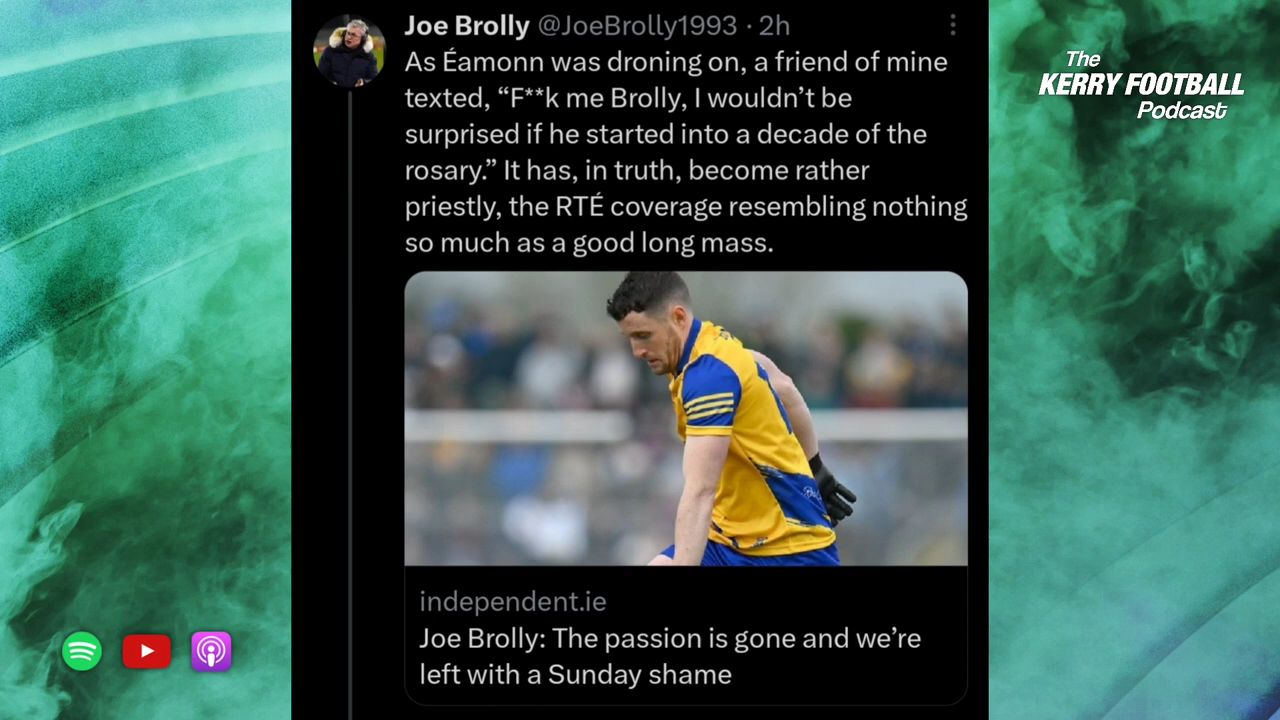 Joe Brolly @JoeBrolly1993 · 2h
As Éamonn was droning on, a friend of mine
texted, “F**k me Brolly, I wouldn’t be
surprised if he started into a decade of the
rosary.” It has, in truth, become rather
priestly, the RTÉ coverage resembling nothing
so much as a good long mass.
independent.ie
Joe Brolly: The passion is gone and we’re
left with a Sunday shame
The
KERRY FOOTBALL
Podcast